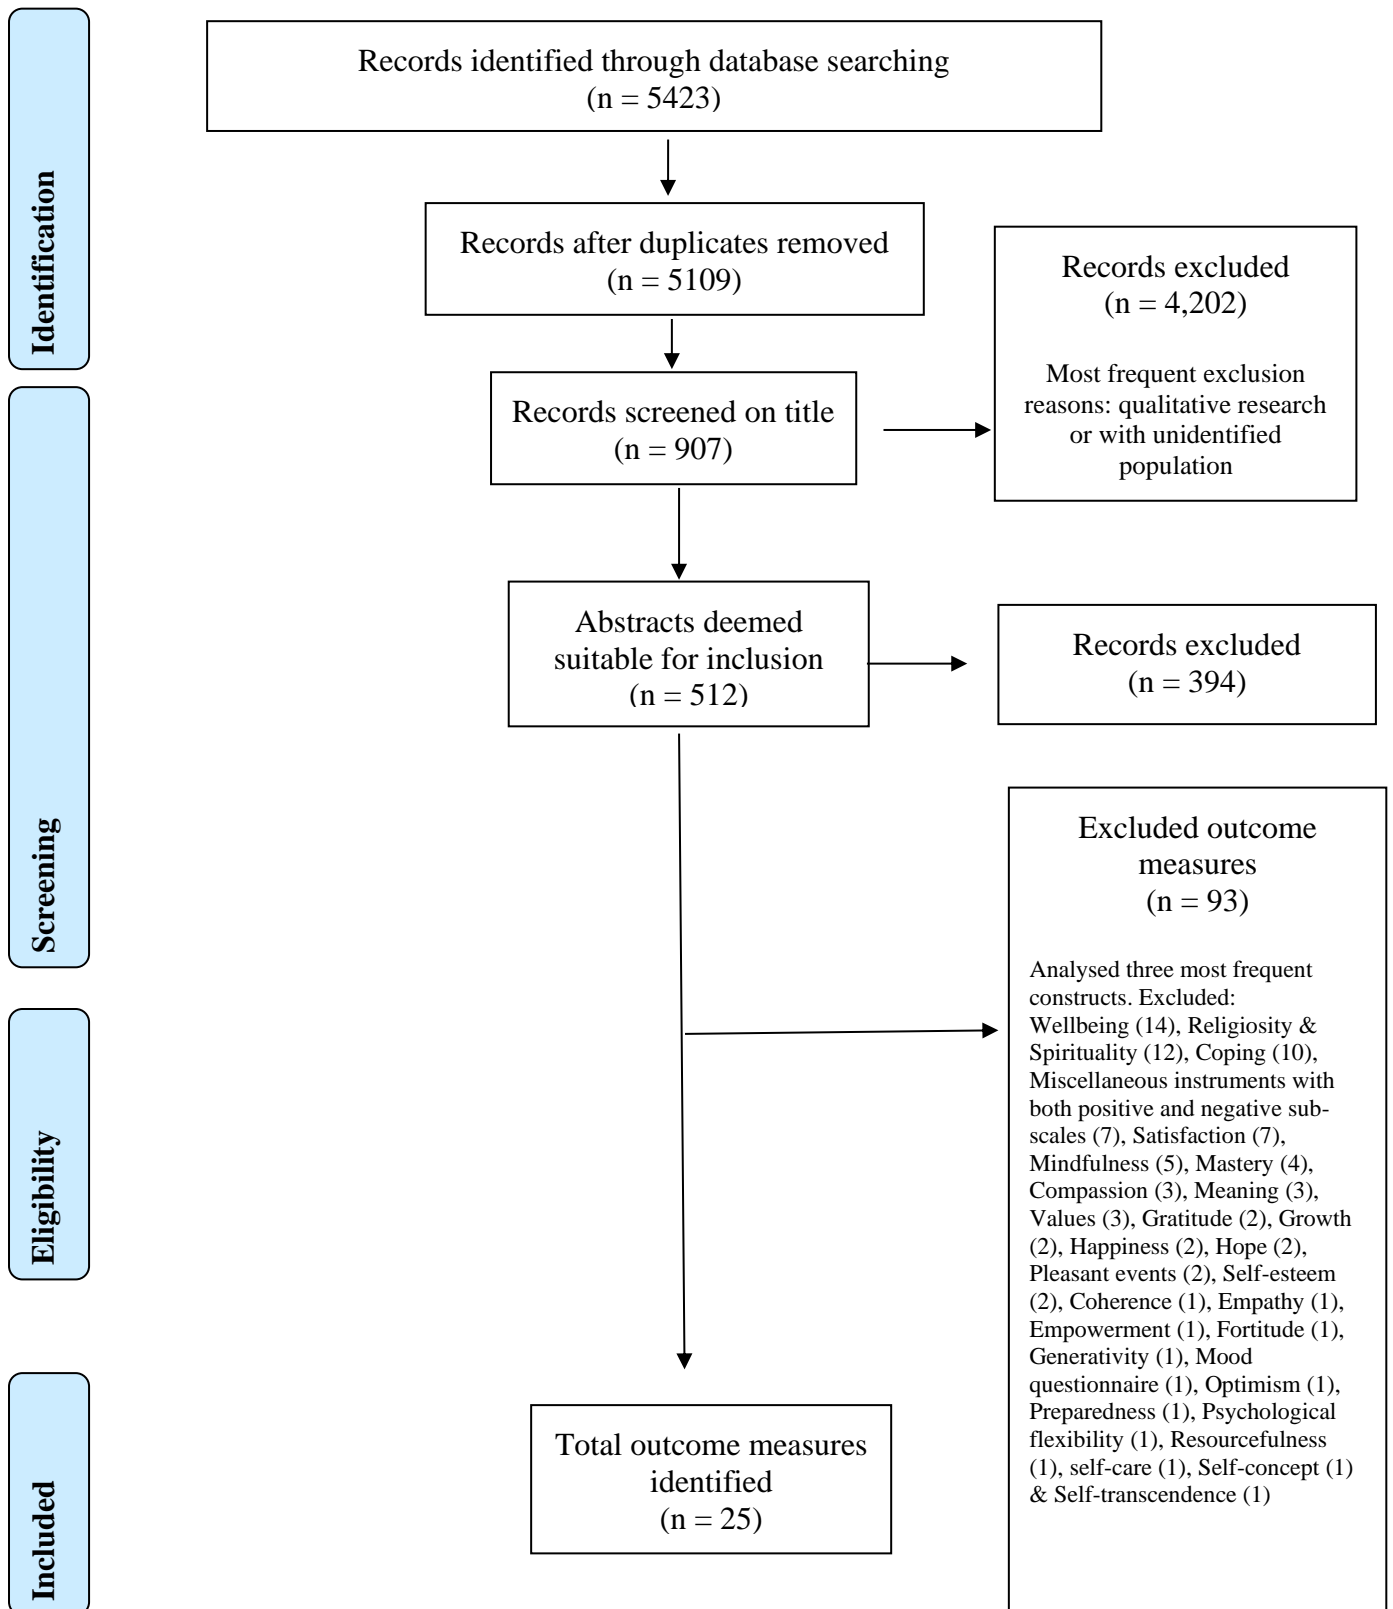 Identification
Records identified through database searching
(n = 5423)
Records after duplicates removed
(n = 5109)
Records excluded
(n = 4,202)
Most frequent exclusion
reasons: qualitative research
or with unidentified
population
Screening
Records screened on title
(n = 907)
Abstracts deemed
suitable for inclusion
(n = 512)
Records excluded
(n = 394)
Excluded outcome
measures
(n = 93)
Analysed three most frequent
constructs. Excluded:
Wellbeing (14), Religiosity &
Spirituality (12), Coping (10),
Miscellaneous instruments with
both positive and negative sub-
scales (7), Satisfaction (7),
Mindfulness (5), Mastery (4),
Compassion (3), Meaning (3),
Values (3), Gratitude (2), Growth
(2), Happiness (2), Hope (2),
Pleasant events (2), Self-esteem
(2), Coherence (1), Empathy (1),
Empowerment (1), Fortitude (1),
Generativity (1), Mood
questionnaire (1), Optimism (1),
Preparedness (1), Psychological
flexibility (1), Resourcefulness
(1), self-care (1), Self-concept (1)
& Self-transcendence (1)
Eligibility
Included
Total outcome measures
identified
(n = 25)